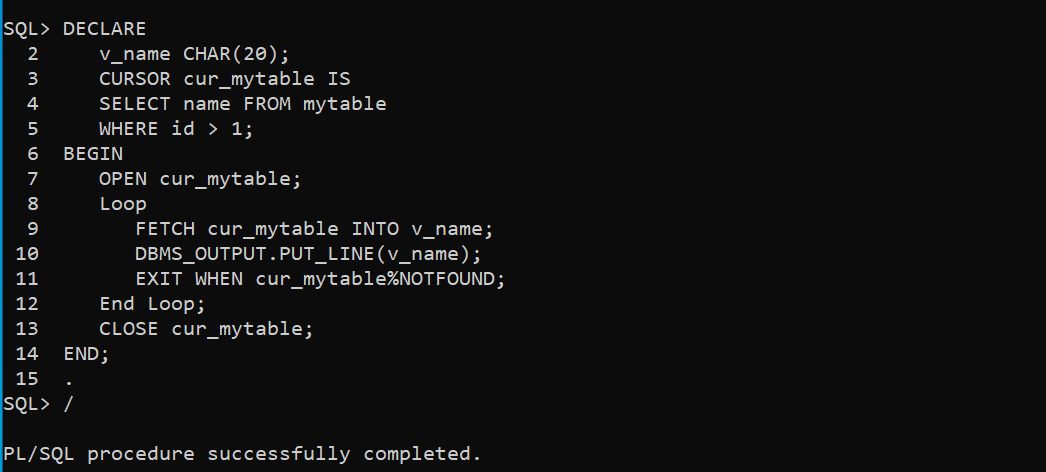 SQL> DECLARE
  2     v_name CHAR(20);
  3     CURSOR cur_mytable IS
  4     SELECT name FROM mytable
  5     WHERE id > 1;
  6  BEGIN
  7     OPEN cur_mytable;
  8     Loop
  9        FETCH cur_mytable INTO v_name;
 10        DBMS_OUTPUT.PUT_LINE(v_name);
 11        EXIT WHEN cur_mytable%NOTFOUND;
 12     End Loop;
 13     CLOSE cur_mytable;
 14  END;
 15  .
SQL> /
PL/SQL procedure successfully completed.